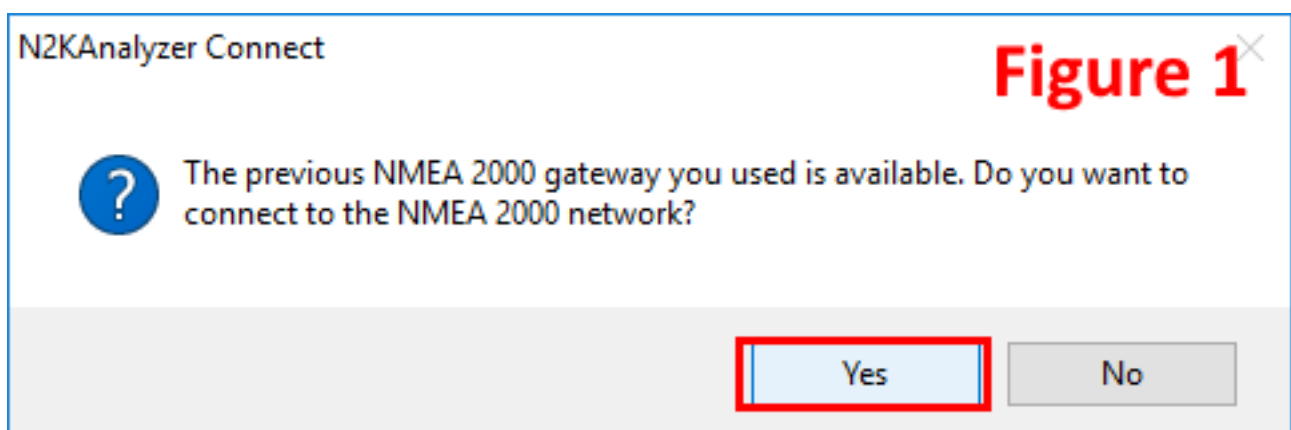 N2KAnalyzer Connect
Figure 1
?
The previous NMEA 2000 gateway you used is available. Do you want to
connect to the NMEA 2000 network?
Yes
No